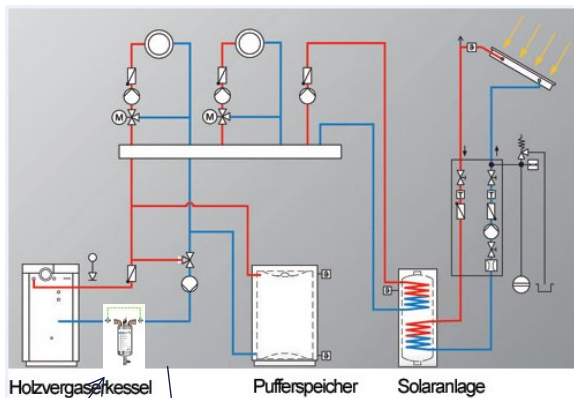 M
M
T
T
Holzvergaserkessel
Pufferspeicher
Solaranlage